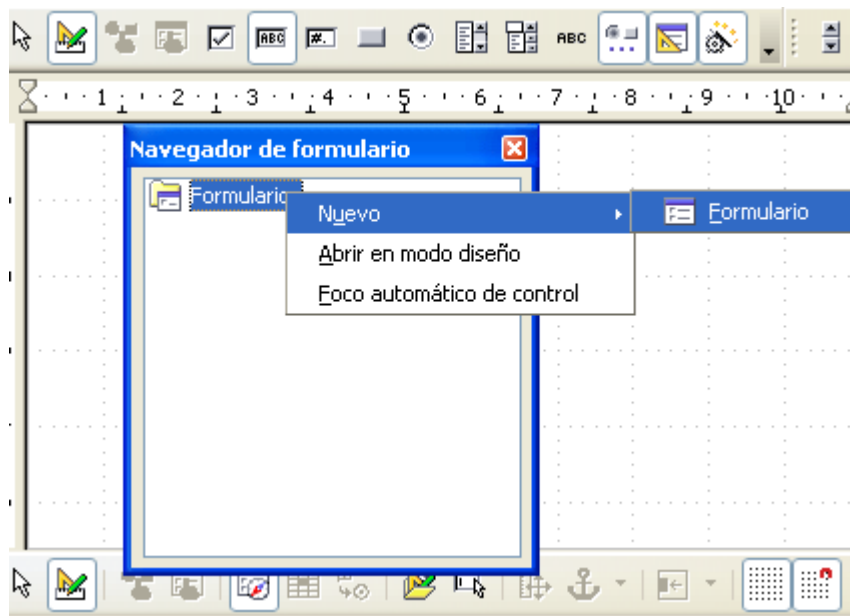 ABC #. ABC
1 2 3 4 5 6 7 8 9 10
Navegador de formulario
Formulario
Nuevo Formulario
Abrir en modo diseño
Foco automático de control